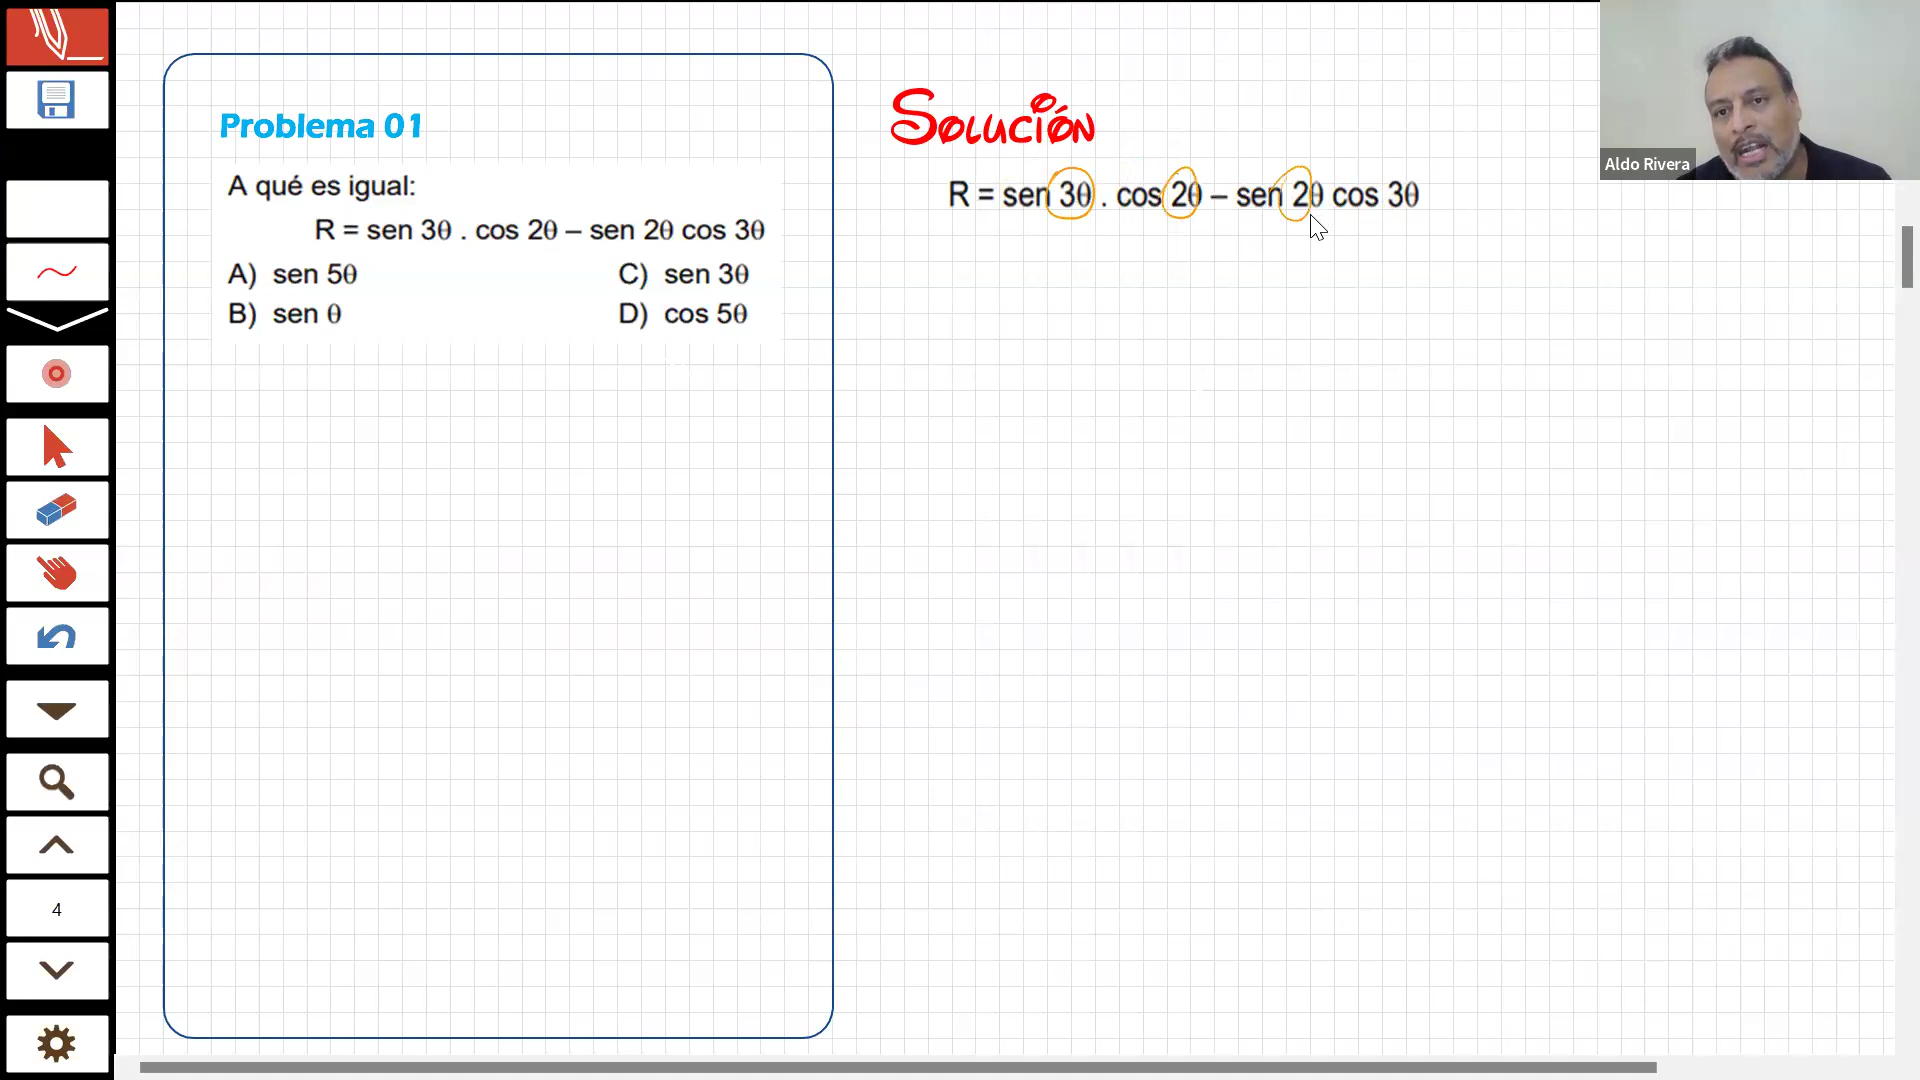 Problema 01
A qué es igual:
R = sen 3θ . cos 2θ – sen 2θ cos 3θ
A) sen 5θ C) sen 3θ
B) sen θ D) cos 5θ
Solución
R = sen 3θ . cos 2θ – sen 2θ cos 3θ
Aldo Rivera
4